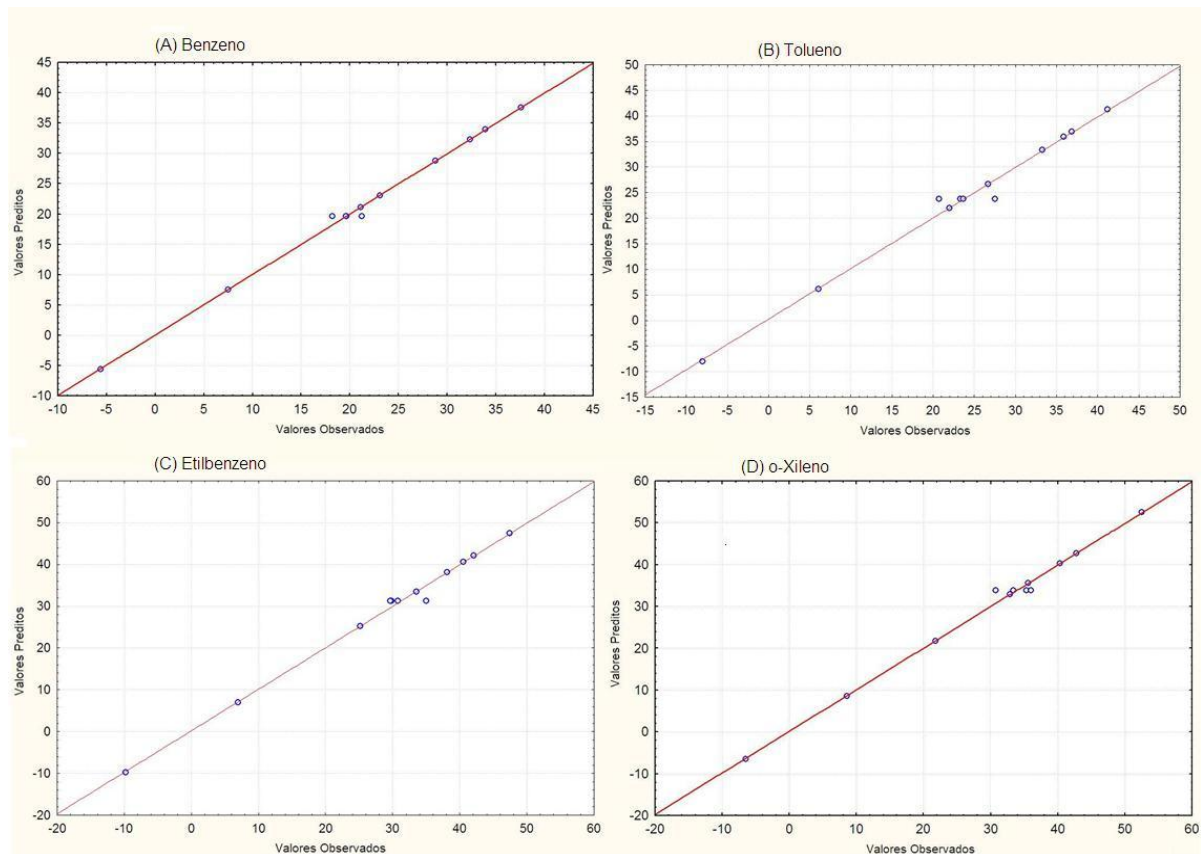 (A) Benzeno
45
40
35
30
25
20
15
10
5
0
-5
-10
Valores Preditos
-10 -5 0 5 10 15 20 25 30 35 40 45
Valores Observados
(B) Tolueno
50
45
40
35
30
25
20
15
10
5
0
-5
-10
-15
Valores Preditos
-15 -10 -5 0 5 10 15 20 25 30 35 40 45 50
Valores Observados
(C) Etilbenzeno
60
50
40
30
20
10
0
-10
-20
Valores Preditos
-20 -10 0 10 20 30 40 50 60
Valores Observados
(D) o-Xileno
60
50
40
30
20
10
0
-10
-20
Valores Preditos
-20 -10 0 10 20 30 40 50 60
Valores Observados